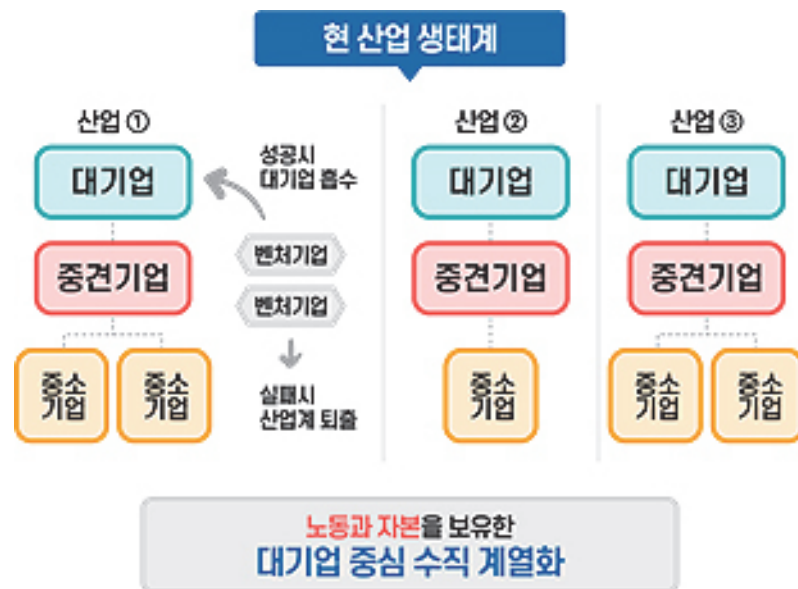 현 산업 생태계
산업 ①
대기업
성공시
대기업 흡수
중견기업
벤처기업
벤처기업
중소
기업
중소
기업
실패시
산업계 퇴출
산업 ②
대기업
중견기업
중소
기업
산업 ③
대기업
중견기업
중소
기업
중소
기업
노동과 자본을 보유한
대기업 중심 수직 계열화